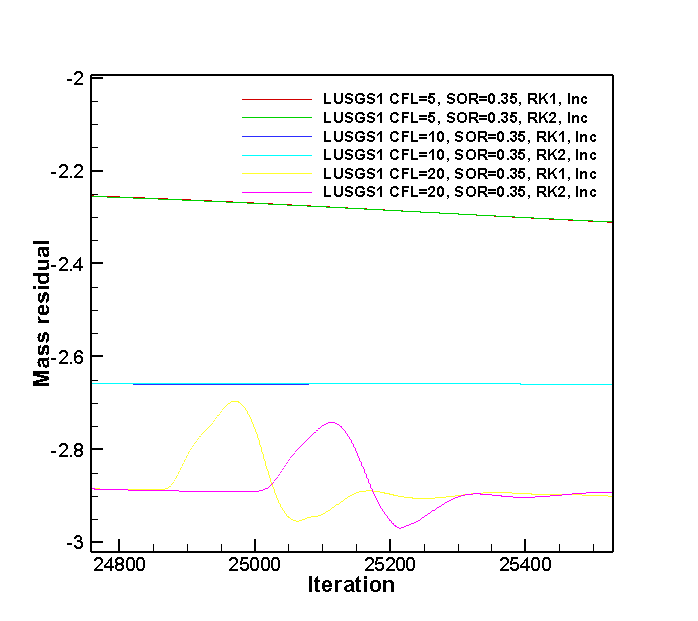 -2
LUSGS1 CFL=5, SOR=0.35, RK1, Inc
LUSGS1 CFL=5, SOR=0.35, RK2, Inc
LUSGS1 CFL=10, SOR=0.35, RK1, Inc
LUSGS1 CFL=10, SOR=0.35, RK2, Inc
LUSGS1 CFL=20, SOR=0.35, RK1, Inc
LUSGS1 CFL=20, SOR=0.35, RK2, Inc
-2.2
-2.4
-2.6
-2.8
-3
Mass residual
24800 25000 25200 25400
Iteration